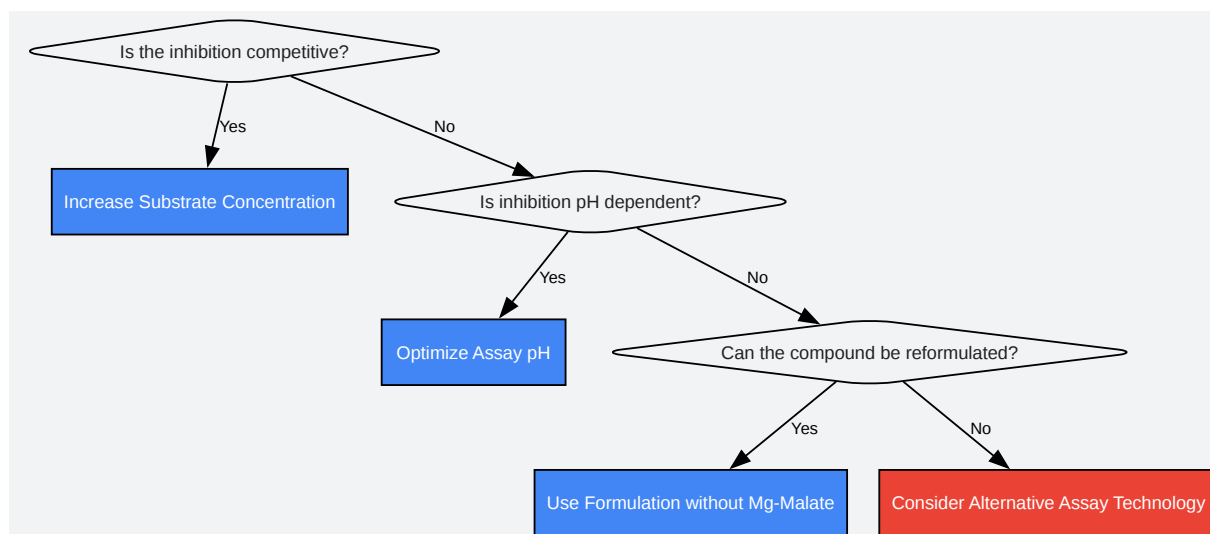 Is the inhibition competitive?
Yes
No
Increase Substrate Concentration
Is inhibition pH dependent?
Yes
No
Optimize Assay pH
Can the compound be reformulated?
Yes
No
Use Formulation without Mg-Malate
Consider Alternative Assay Technology